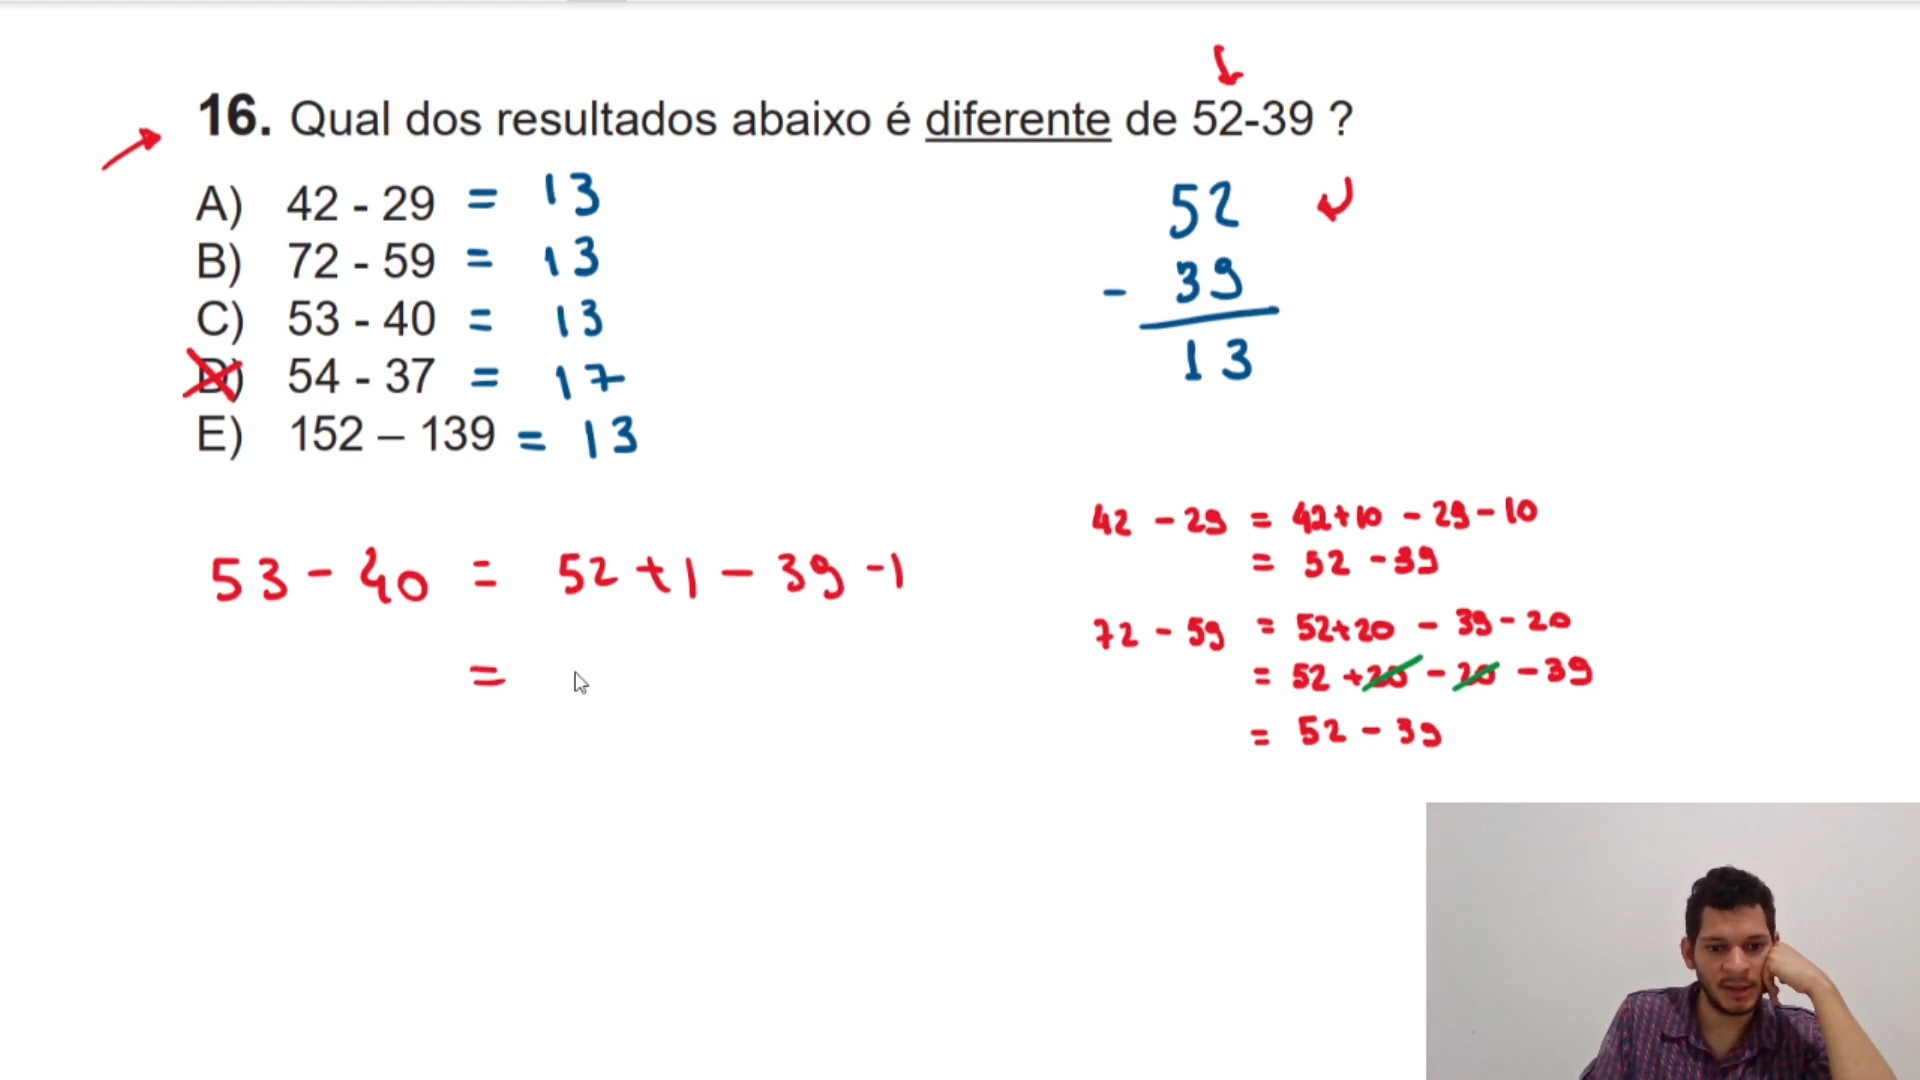 16. Qual dos resultados abaixo é diferente de 52-39 ?
A) 42 - 29 = 13
B) 72 - 59 = 13
C) 53 - 40 = 13
D) 54 - 37 = 17
E) 152 – 139 = 13
52
- 39
13
53 - 40 = 52 + 1 - 39 - 1
=
42 - 29 = 42+10 - 29 - 10
= 52 - 39
72 - 59 = 52+20 - 39 - 20
= 52 +20 - 20 - 39
= 52 - 39